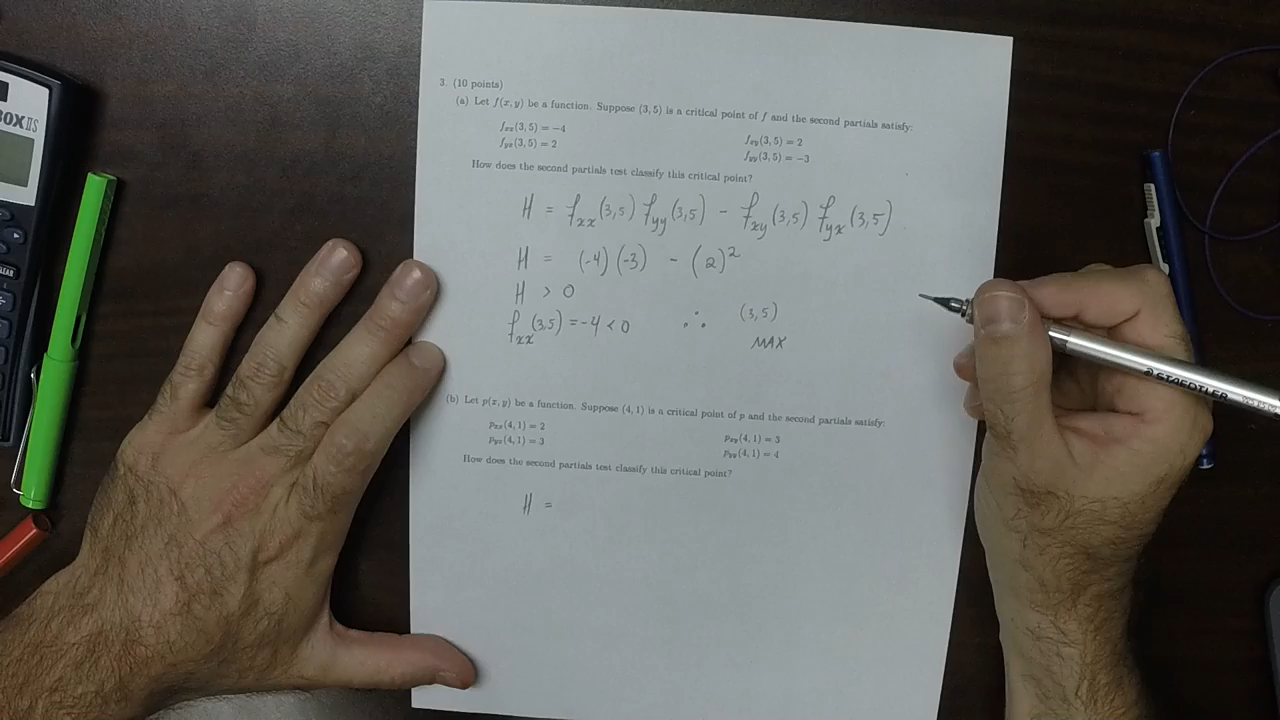 BOX IIS
3. (10 points)
(a) Let f(x, y) be a function. Suppose (3, 5) is a critical point of f and the second partials satisfy:
fxx(3, 5) = −4
fxy(3, 5) = 2
fyx(3, 5) = 2
fyy(3, 5) = −3
How does the second partials test classify this critical point?
H = fxx(3,5) fyy(3,5) − fxy(3,5) fyx(3,5)
H = (-4)(-3) - (2)²
H > 0
fxx(3,5) = -4 < 0 ∴ (3,5)
MAX
(b) Let p(x, y) be a function. Suppose (4, 1) is a critical point of p and the second partials satisfy:
pxx(4, 1) = 2
pxy(4, 1) = 3
pyx(4, 1) = 3
pyy(4, 1) = 4
How does the second partials test classify this critical point?
H =
STAEDTLER